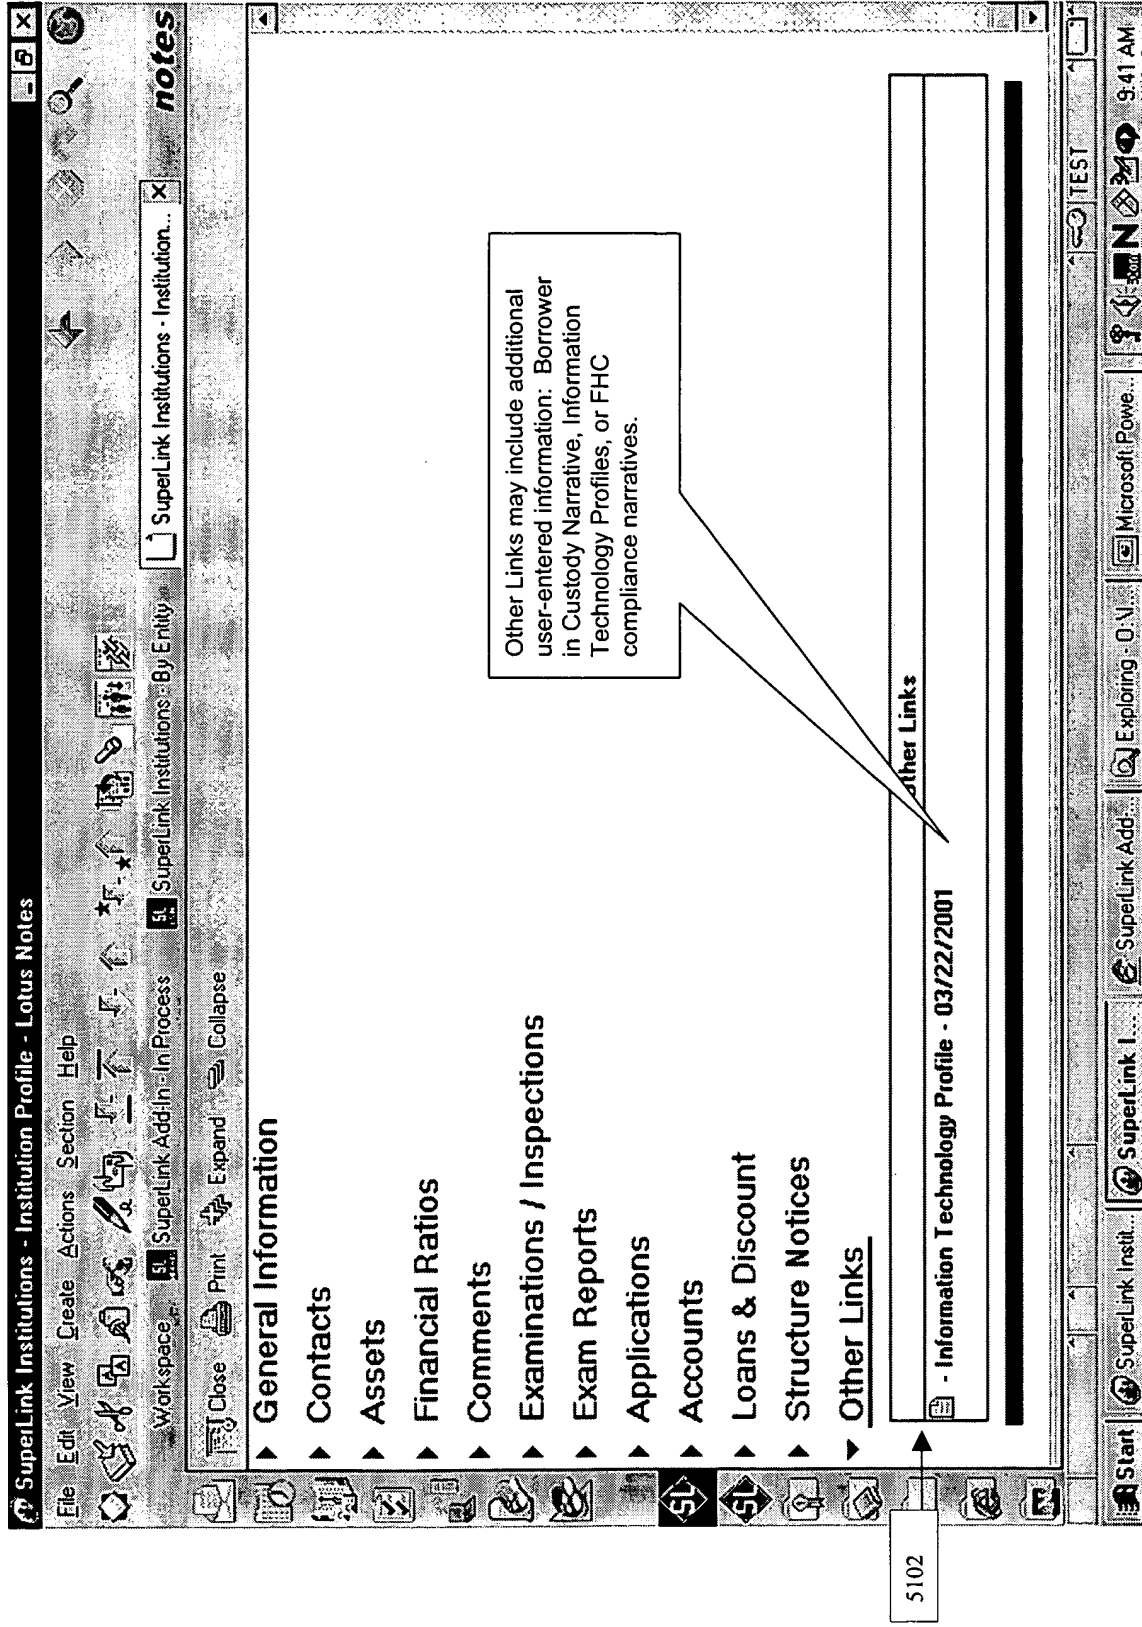 SuperLink Institutions - Institution Profile - Lotus Notes
File Edit View Create Actions Section Help
Workspace
SuperLink Add-In - In Process
SuperLink Institutions - By Entity
SuperLink Institutions - Institution...
notes
Close Print Expand Collapse
General Information
Contacts
Assets
Financial Ratios
Comments
Examinations / Inspections
Exam Reports
Applications
Accounts
Loans & Discount
Structure Notices
Other Links
Other Links may include additional
user-entered information: Borrower
in Custody Narrative, Information
Technology Profiles, or FHC
compliance narratives.
ther Links
- Information Technology Profile - 03/22/2001
5102
SL
SL
TEST
Start
SuperLink Instit...
SuperLink I...
SuperLink Add-...
Exploring - O:\I...
Microsoft Powe...
9:41 AM